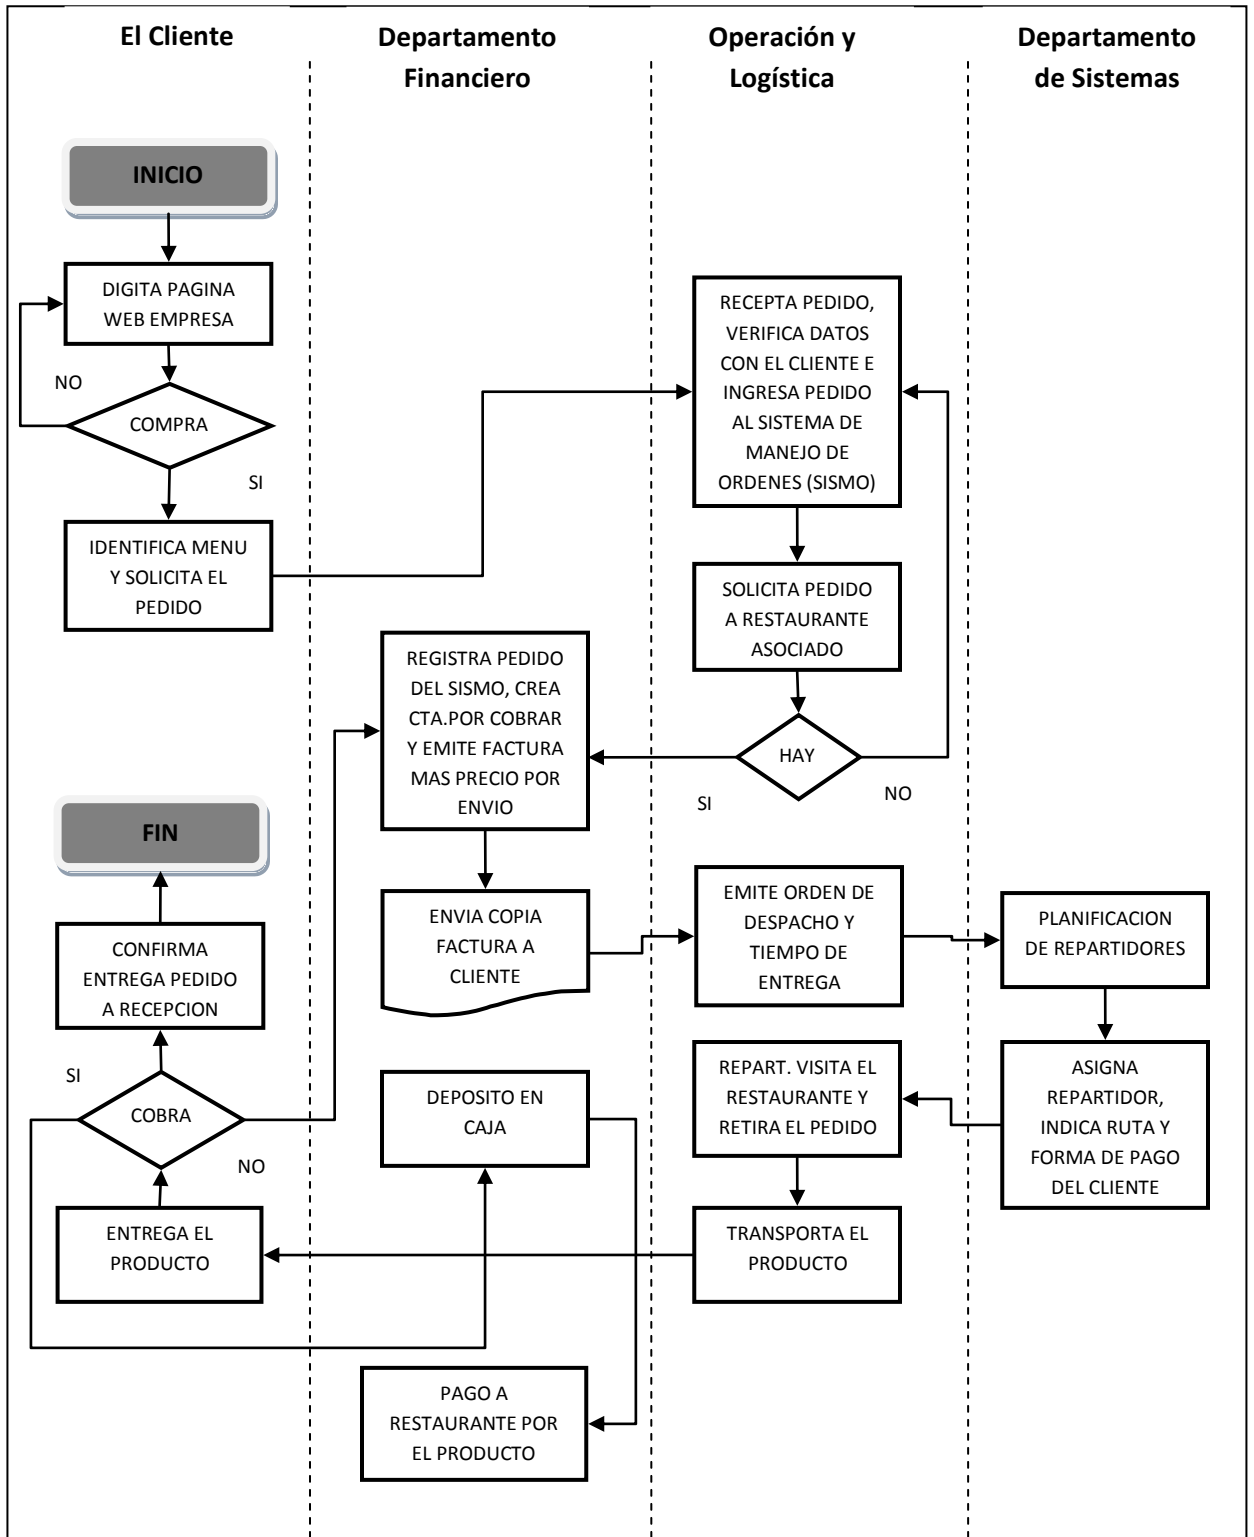 El Cliente
Departamento
Financiero
Operación y
Logística
Departamento
de Sistemas
INICIO
DIGITA PAGINA
WEB EMPRESA
NO
COMPRA
SI
IDENTIFICA MENU
Y SOLICITA EL
PEDIDO
RECEPTA PEDIDO,
VERIFICA DATOS
CON EL CLIENTE E
INGRESA PEDIDO
AL SISTEMA DE
MANEJO DE
ORDENES (SISMO)
SOLICITA PEDIDO
A RESTAURANTE
ASOCIADO
HAY
SI
NO
REGISTRA PEDIDO
DEL SISMO, CREA
CTA.POR COBRAR
Y EMITE FACTURA
MAS PRECIO POR
ENVIO
ENVIA COPIA
FACTURA A
CLIENTE
EMITE ORDEN DE
DESPACHO Y
TIEMPO DE
ENTREGA
PLANIFICACION
DE REPARTIDORES
ASIGNA
REPARTIDOR,
INDICA RUTA Y
FORMA DE PAGO
DEL CLIENTE
REPART. VISITA EL
RESTAURANTE Y
RETIRA EL PEDIDO
TRANSPORTA EL
PRODUCTO
ENTREGA EL
PRODUCTO
COBRA
SI
NO
CONFIRMA
ENTREGA PEDIDO
A RECEPCION
FIN
DEPOSITO EN
CAJA
PAGO A
RESTAURANTE POR
EL PRODUCTO